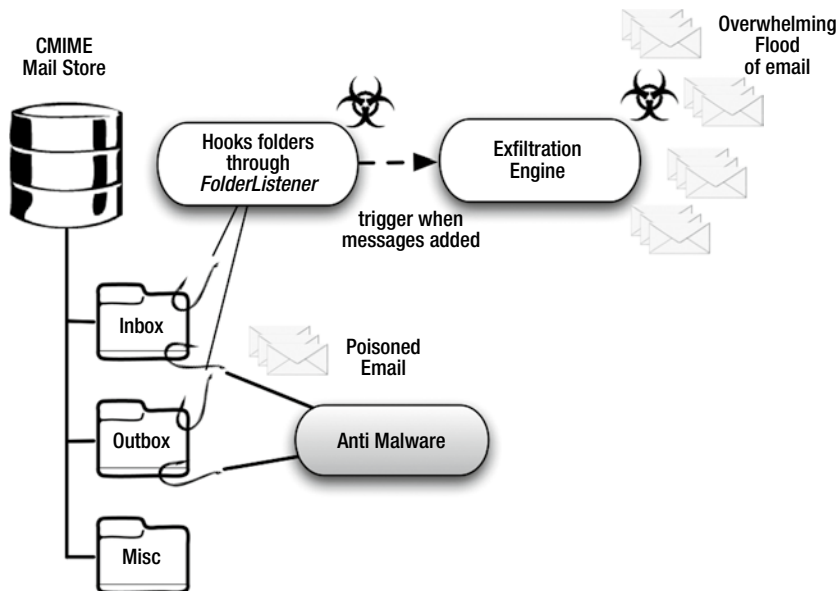 CMIME
Mail Store
Hooks folders
through
FolderListener
trigger when
messages added
Exfiltration
Engine
Overwhelming
Flood
of email
Inbox
Poisoned
Email
Outbox
Anti Malware
Misc